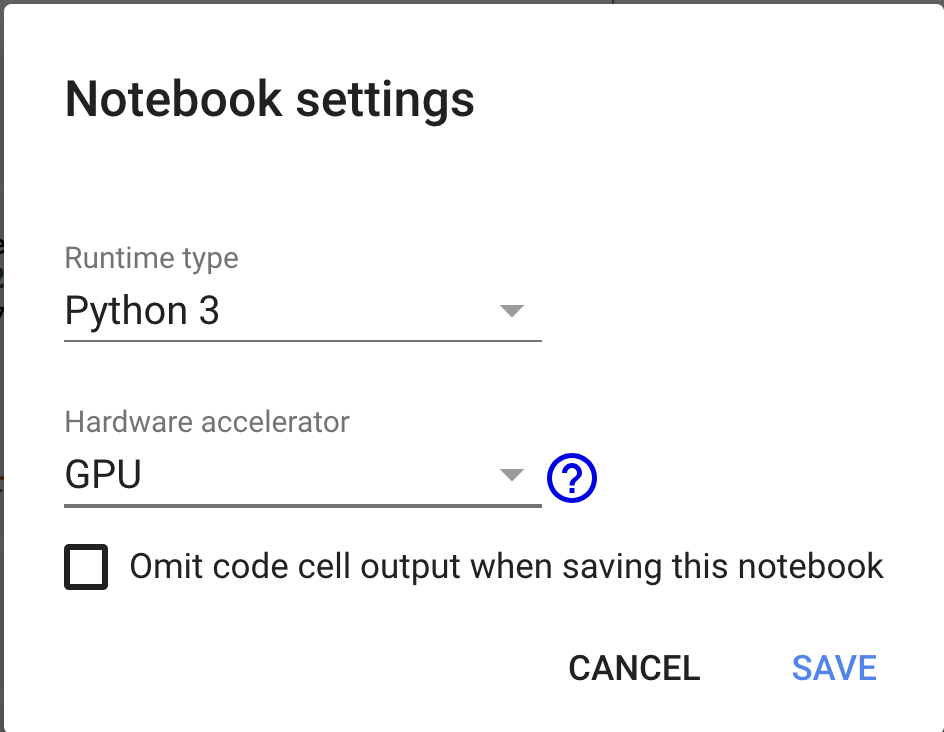 Notebook settings
Runtime type
Python 3
Hardware accelerator
GPU
?
Omit code cell output when saving this notebook
CANCEL SAVE